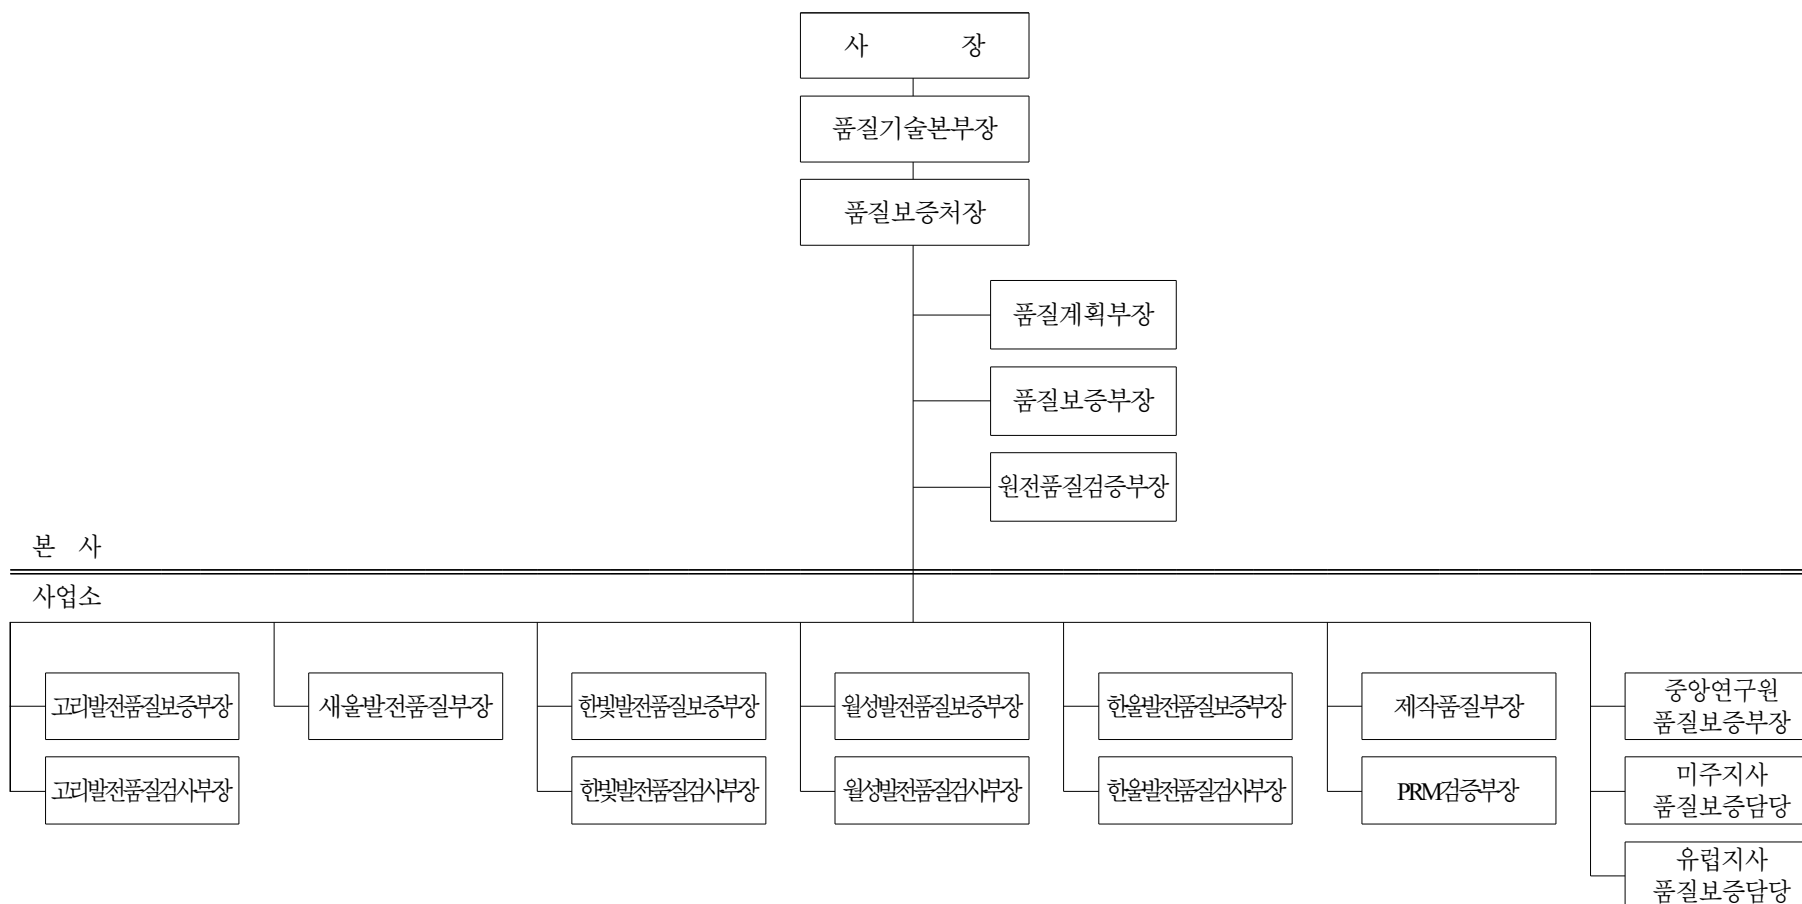 사 장
품질기술본부장
품질보증처장
품질계획부장
품질보증부장
원전품질검증부장
본 사
사업소
고리발전품질보증부장
새울발전품질부장
한빛발전품질보증부장
월성발전품질보증부장
한울발전품질보증부장
제작품질부장
중앙연구원
품질보증부장
고리발전품질검사부장
한빛발전품질검사부장
월성발전품질검사부장
한울발전품질검사부장
PRM검증부장
미주지사
품질보증담당
유럽지사
품질보증담당